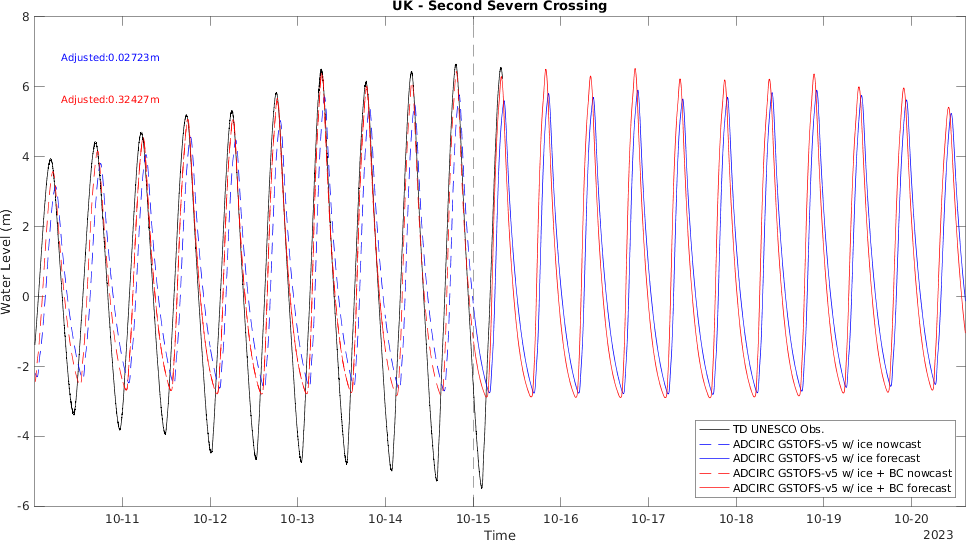 UK - Second Severn Crossing
Adjusted:0.02723m
Adjusted:0.32427m
8
6
4
2
0
-2
-4
-6
Water Level (m)
TD UNESCO Obs.
ADCIRC GSTOFS-v5 w/ ice nowcast
ADCIRC GSTOFS-v5 w/ ice forecast
ADCIRC GSTOFS-v5 w/ ice + BC nowcast
ADCIRC GSTOFS-v5 w/ ice + BC forecast
10-11 10-12 10-13 10-14 10-15 10-16 10-17 10-18 10-19 10-20
Time
2023